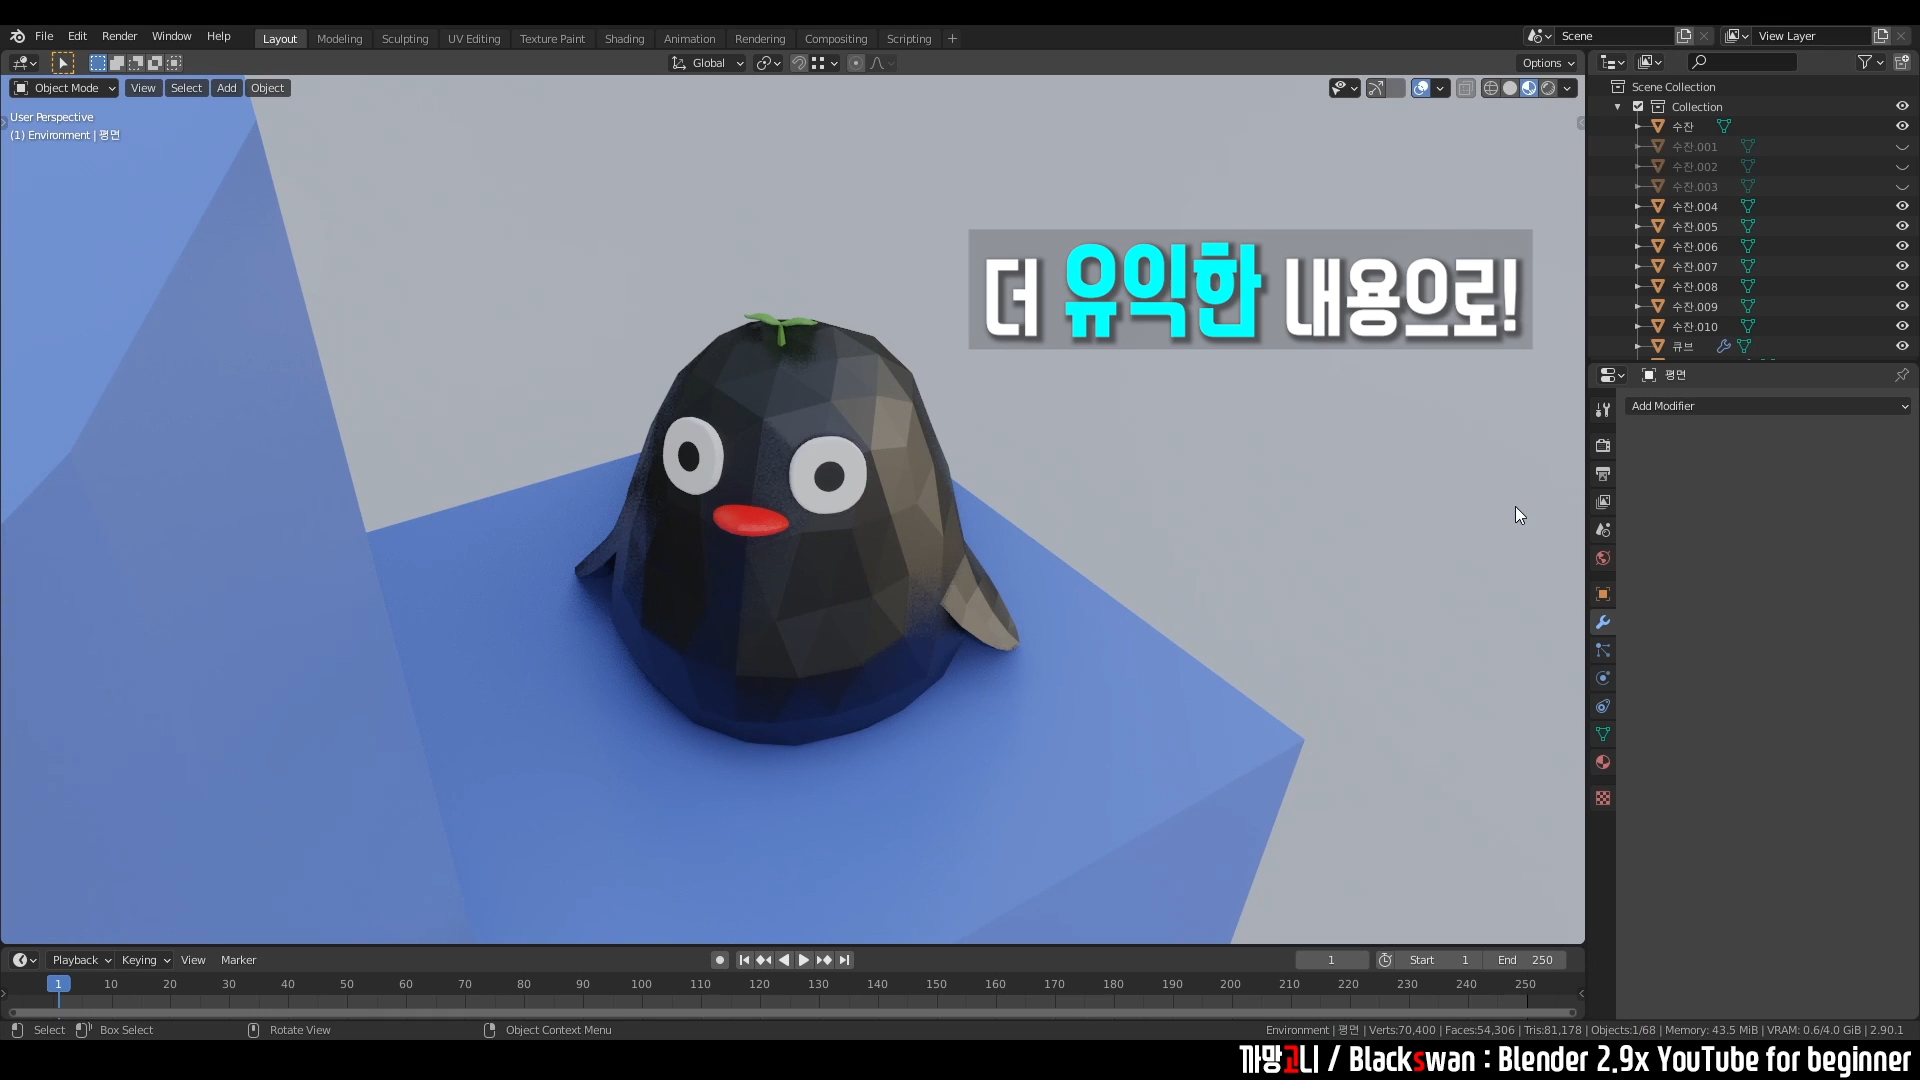 File Edit Render Window Help Layout Modeling Sculpting UV Editing Texture Paint Shading Animation Rendering Compositing Scripting + Scene View Layer
Global Options
Object Mode View Select Add Object
Scene Collection
User Perspective
Collection
(1) Environment | 평면
수잔
수잔.001
수잔.002
수잔.003
수잔.004
수잔.005
수잔.006
수잔.007
수잔.008
수잔.009
수잔.010
큐브
더 유익한 내용으로!
평면
Add Modifier
Playback Keying View Marker 1 Start 1 End 250
1 10 20 30 40 50 60 70 80 90 100 110 120 130 140 150 160 170 180 190 200 210 220 230 240 250
Select Box Select Rotate View Object Context Menu Environment | 평면 | Verts:70,400 | Faces:54,306 | Tris:81,178 | Objects:1/68 | Memory: 43.5 MiB | VRAM: 0.6/4.0 GiB | 2.90.1
까망고니 / Blackswan : Blender 2.9x YouTube for beginner